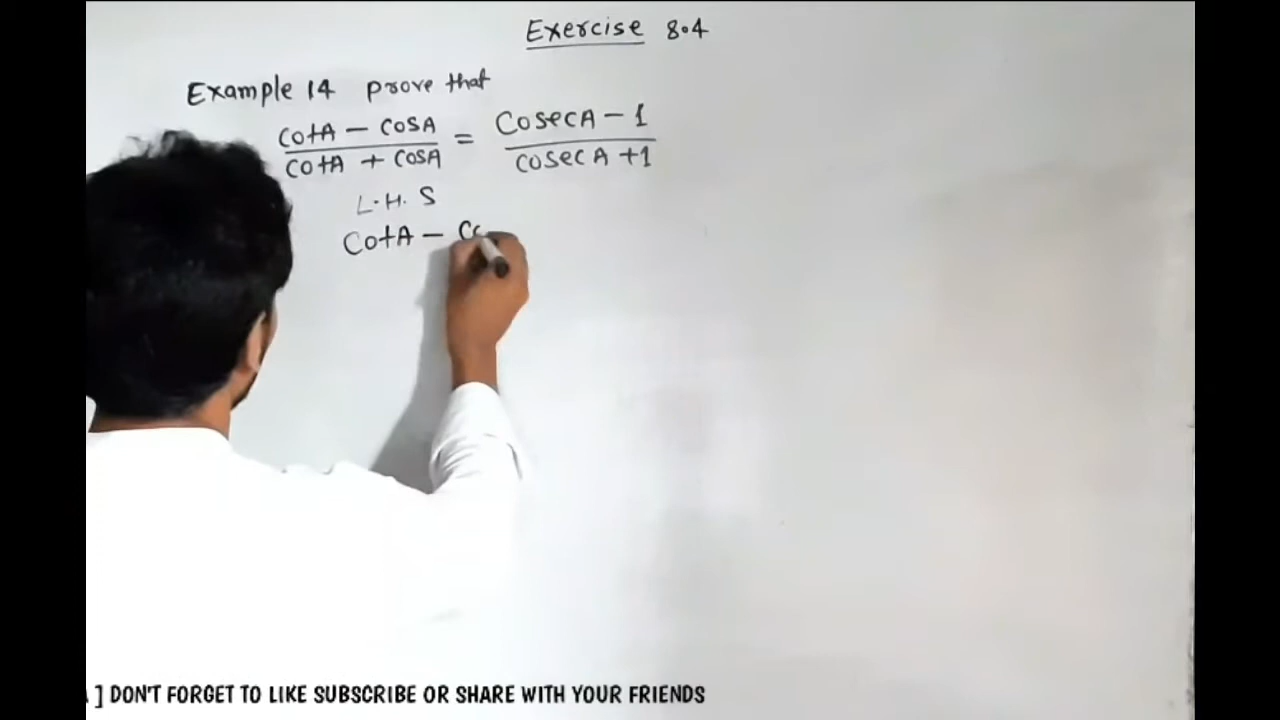 Exercise 8.4
Example 14 prove that
CotA - COSA / CotA + COSA = CosecA - 1 / cosec A + 1
L.H.S
CotA - Co
] DON'T FORGET TO LIKE SUBSCRIBE OR SHARE WITH YOUR FRIENDS